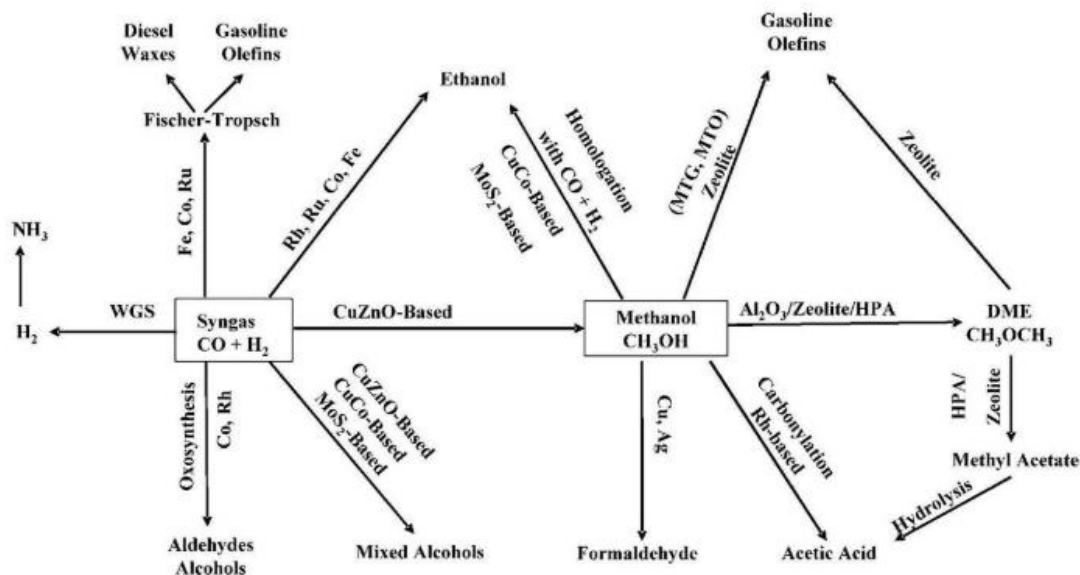 Diesel
Waxes
Gasoline
Olefins
Fischer-Tropsch
Ethanol
Gasoline
Olefins
Fe, Co, Ru
Rh, Ru, Co, Fe
Homologation
with CO + H₂
CuCo-Based
MoS₂-Based
(MTG, MTO)
Zeolite
Zeolite
NH₃
H₂
WGS
Syngas
CO + H₂
CuZnO-Based
Methanol
CH₃OH
Al₂O₃/Zeolite/HPA
DME
CH₃OCH₃
Oxosynthesis
Co, Rh
CuZnO-Based
CuCo-Based
MoS₂-Based
Cu, Ag
Carbonylation
Rh-based
HPA/
Zeolite
Methyl Acetate
Hydrolysis
Aldehydes
Alcohols
Mixed Alcohols
Formaldehyde
Acetic Acid